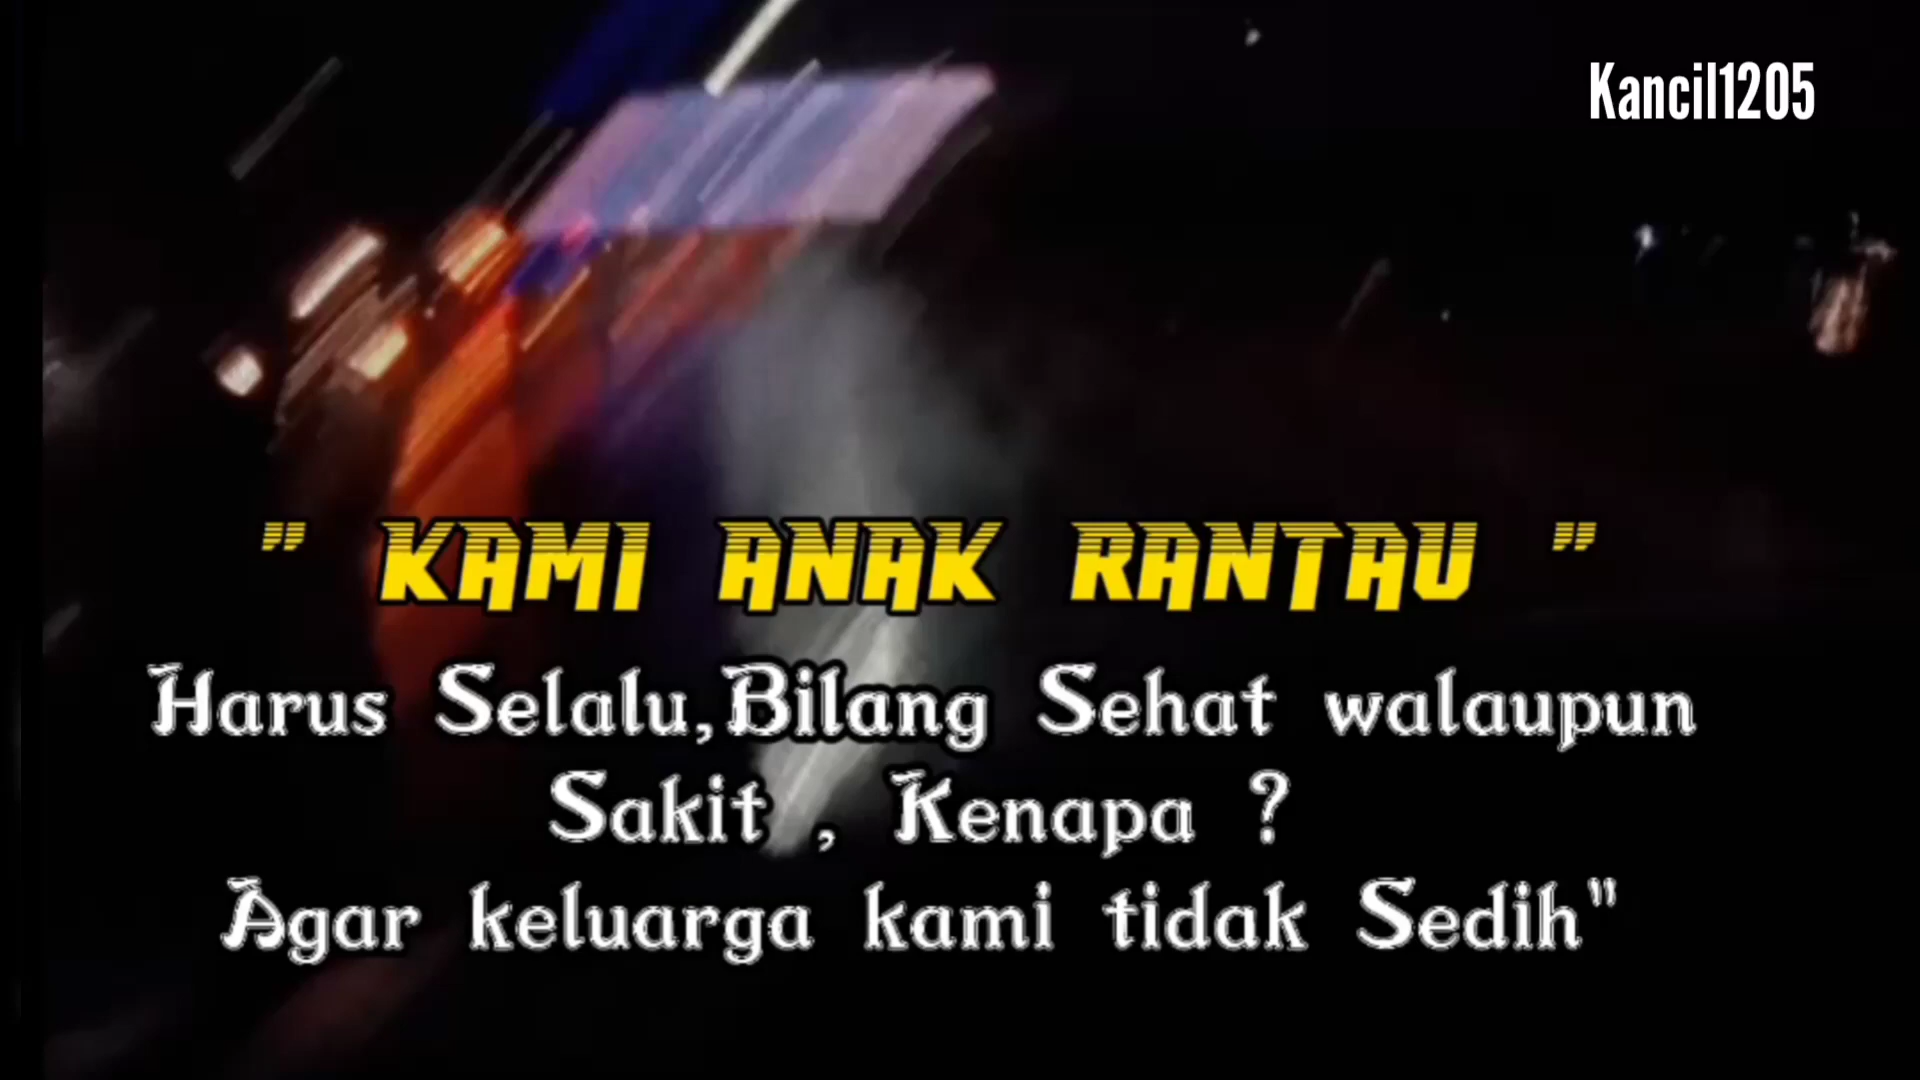 Kancil1205
" KAMI ANAK RANTAU "
Harus Selalu,Bilang Sehat walaupun
Sakit , Kenapa ?
Agar keluarga kami tidak Sedih"